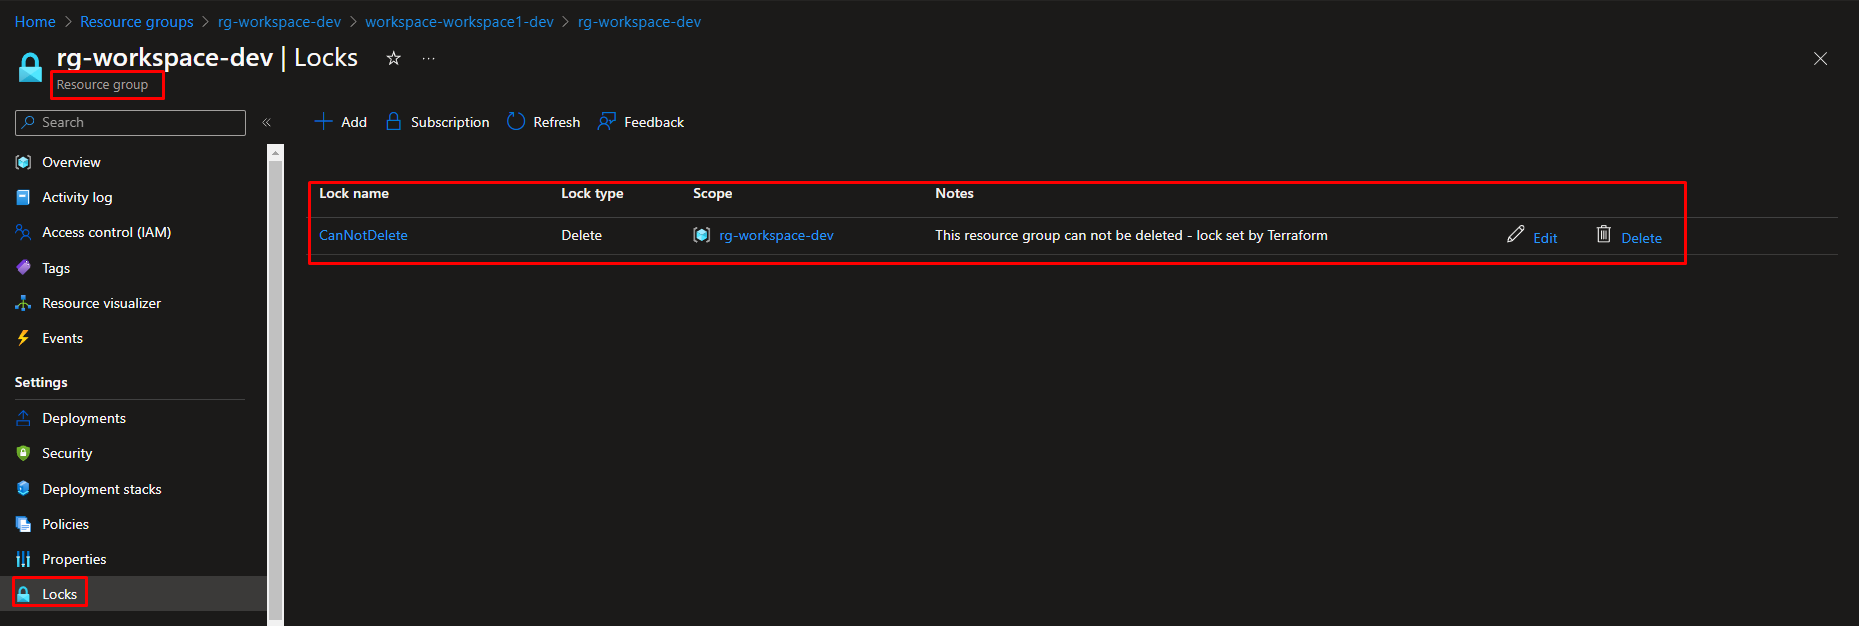 Home > Resource groups > rg-workspace-dev > workspace-workspace1-dev > rg-workspace-dev
rg-workspace-dev | Locks ☆ ...
Resource group
Search «
+ Add Subscription Refresh Feedback
Overview
Activity log
Access control (IAM)
Tags
Resource visualizer
Events
Settings
Deployments
Security
Deployment stacks
Policies
Properties
Locks
Lock name Lock type Scope Notes
CanNotDelete Delete rg-workspace-dev This resource group can not be deleted - lock set by Terraform Edit Delete